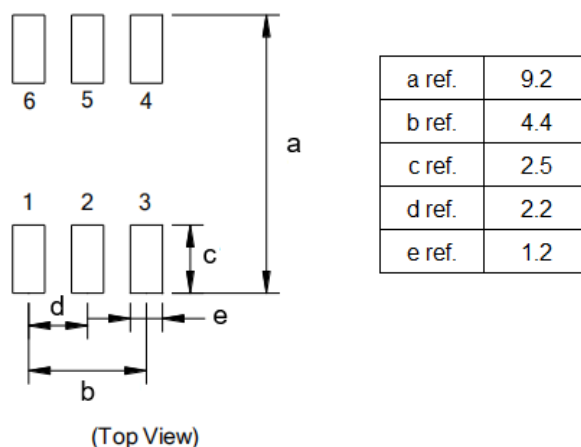 6 5 4
a
1 2 3
c
d
e
b
(Top View)
a ref. 9.2
b ref. 4.4
c ref. 2.5
d ref. 2.2
e ref. 1.2